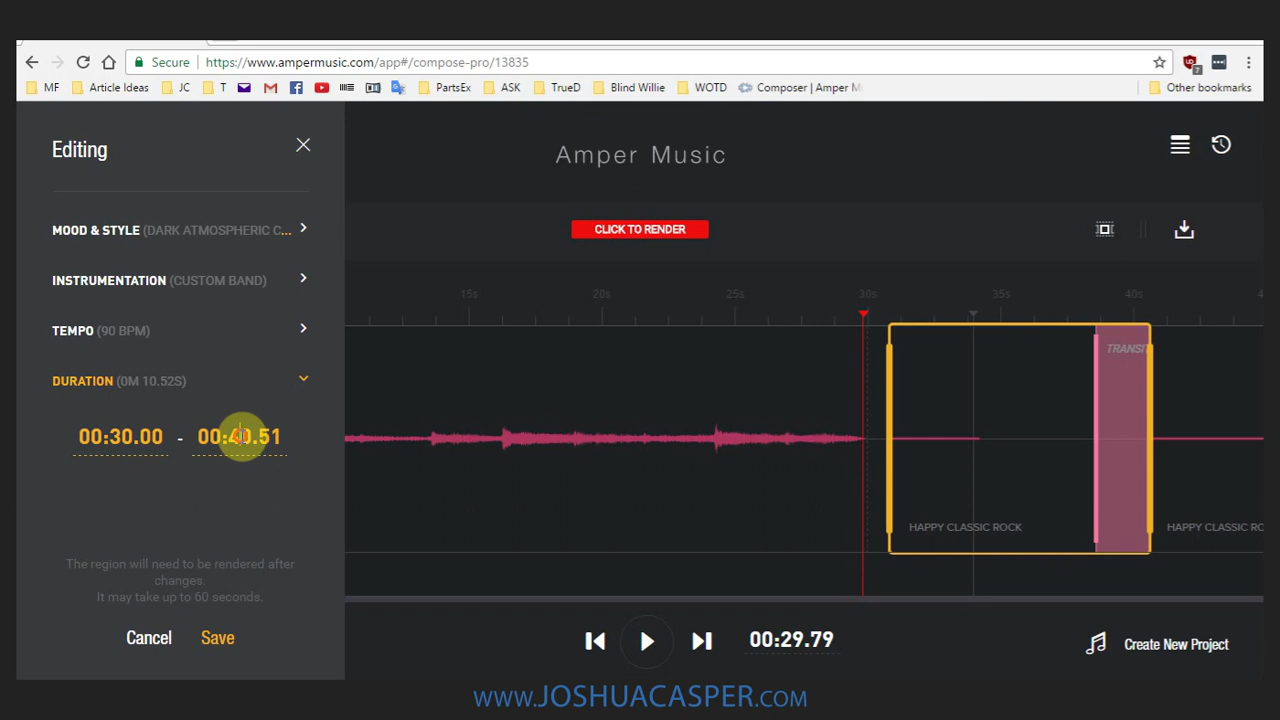 Secure https://www.ampermusic.com/app#/compose-pro/13835
MF Article Ideas JC T PartsEx ASK TrueD Blind Willie WOTD Composer | Amper M Other bookmarks
Editing
Amper Music
MOOD & STYLE (DARK ATMOSPHERIC C...
CLICK TO RENDER
INSTRUMENTATION (CUSTOM BAND)
15s 20s 25s 30s 35s 40s
TEMPO (90 BPM)
TRANSIT
DURATION (0M 10.52S)
00:30.00 - 00:40.51
HAPPY CLASSIC ROCK HAPPY CLASSIC RO
The region will need to be rendered after
changes.
It may take up to 60 seconds.
Cancel Save
00:29.79
Create New Project
WWW.JOSHUACASPER.COM